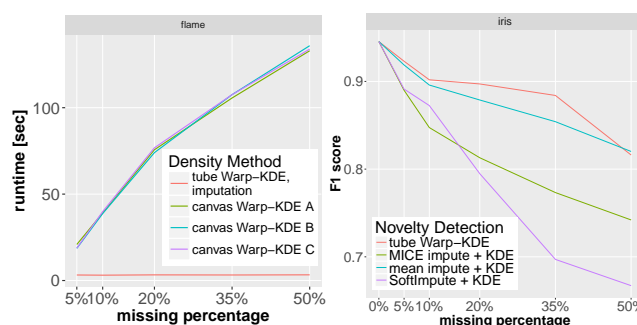 flame
runtime [sec]
100
50
0
Density Method
tube Warp-KDE,
imputation
canvas Warp-KDE A
canvas Warp-KDE B
canvas Warp-KDE C
5%
10%
20%
35%
50%
missing percentage
iris
F1 score
0.9
0.8
0.7
Novelty Detection
tube Warp-KDE
MICE impute + KDE
mean impute + KDE
SoftImpute + KDE
0%
5%
10%
20%
35%
50%
missing percentage